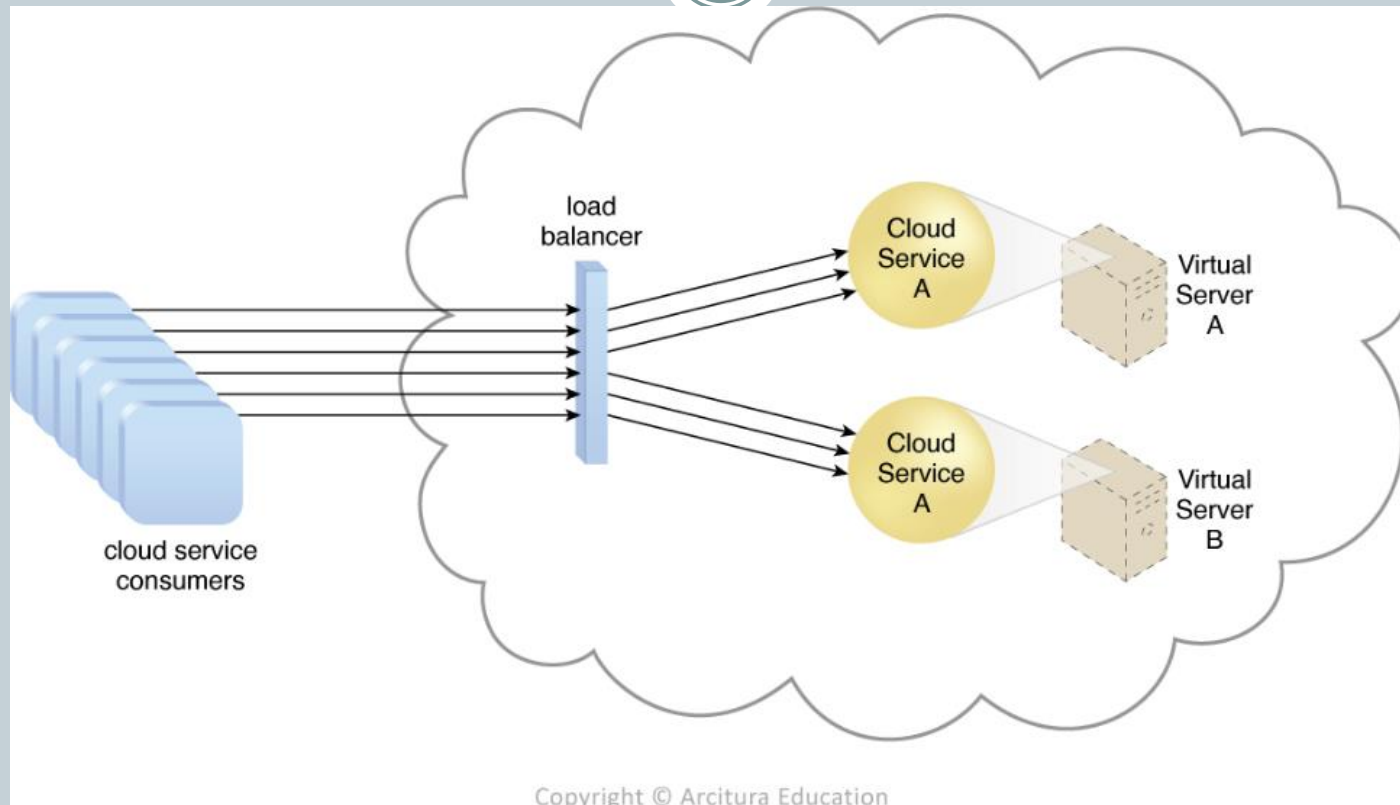 load
balancer
Cloud
Service
A
Virtual
Server
A
Cloud
Service
A
Virtual
Server
B
cloud service
consumers
Copyright © Arcitura Education